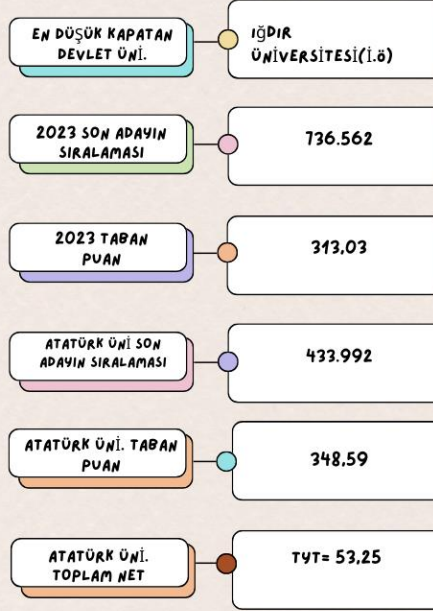 EN DÜŞÜK KAPATAN
DEVLET ÜNİ.
IĞDIR
ÜNİVERSİTESİ(İ.Ö)
2023 SON ADAYIN
SIRALAMASI
736.562
2023 TABAN
PUAN
313,03
ATATÜRK ÜNİ SON
ADAYIN SIRALAMASI
433.992
ATATÜRK ÜNİ. TABAN
PUAN
348,59
ATATÜRK ÜNİ.
TOPLAM NET
TYT= 53,25